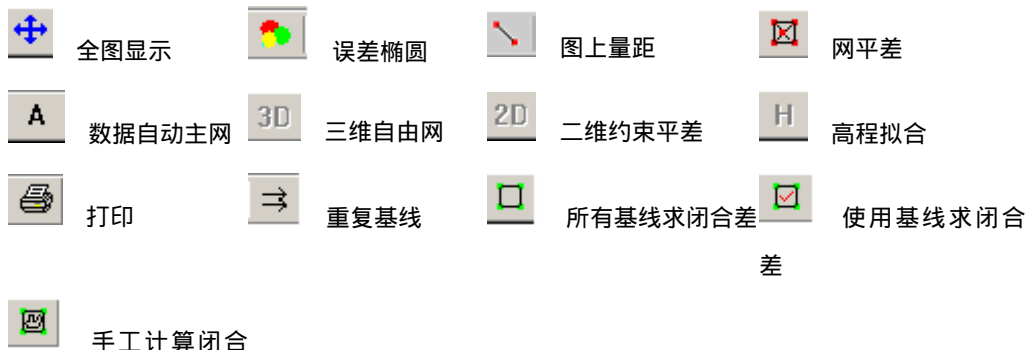 全图显示 误差椭圆 图上量距 网平差
A 数据自动主网 3D 三维自由网 2D 二维约束平差 H 高程拟合
打印 重复基线 所有基线求闭合差 使用基线求闭合
差
手工计算闭合